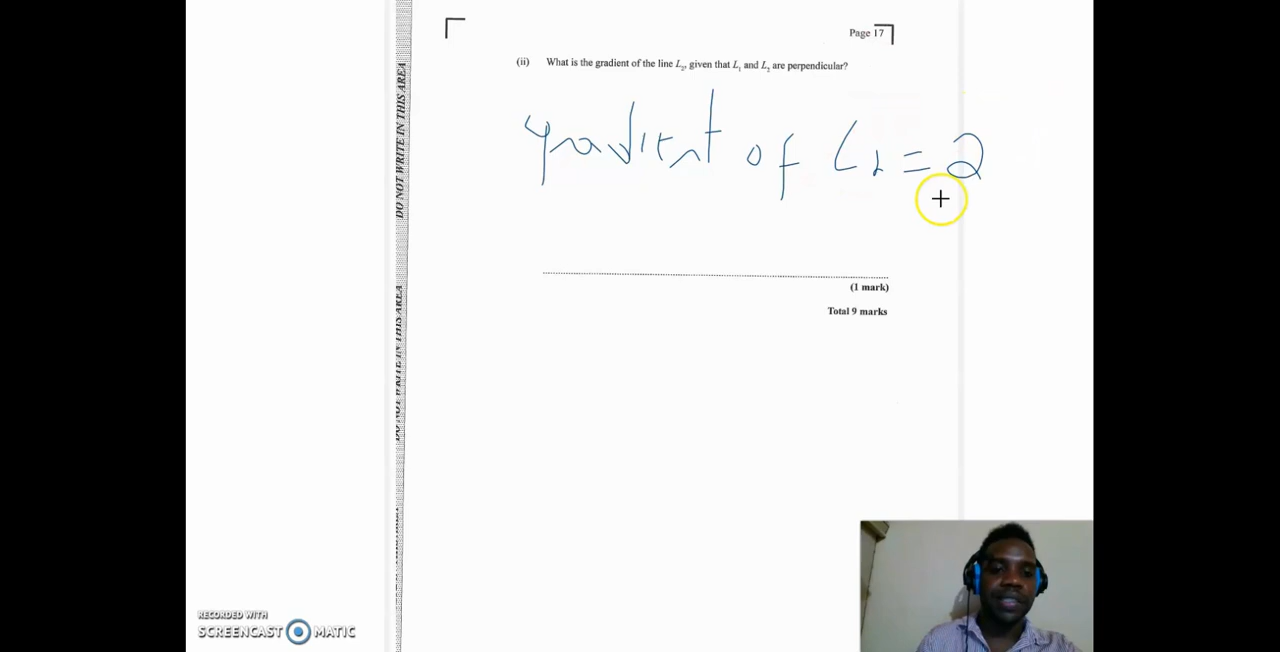 Page 17
(ii) What is the gradient of the line L₂, given that L₁ and L₂ are perpendicular?
gradient of L₂ = 2
(1 mark)
Total 9 marks
DO NOT WRITE IN THIS AREA
RECORDED WITH
SCREENCAST MATIC